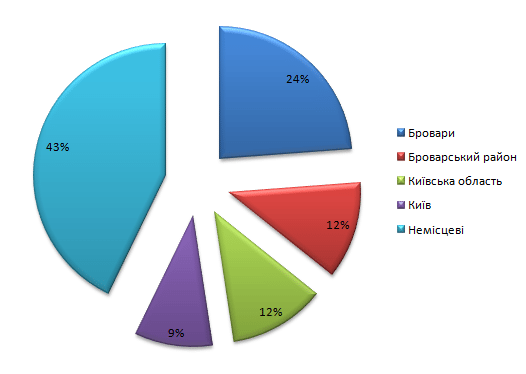 24%
43%
12%
12%
9%
Бровари
Броварський район
Київська область
Київ
Немісцеві